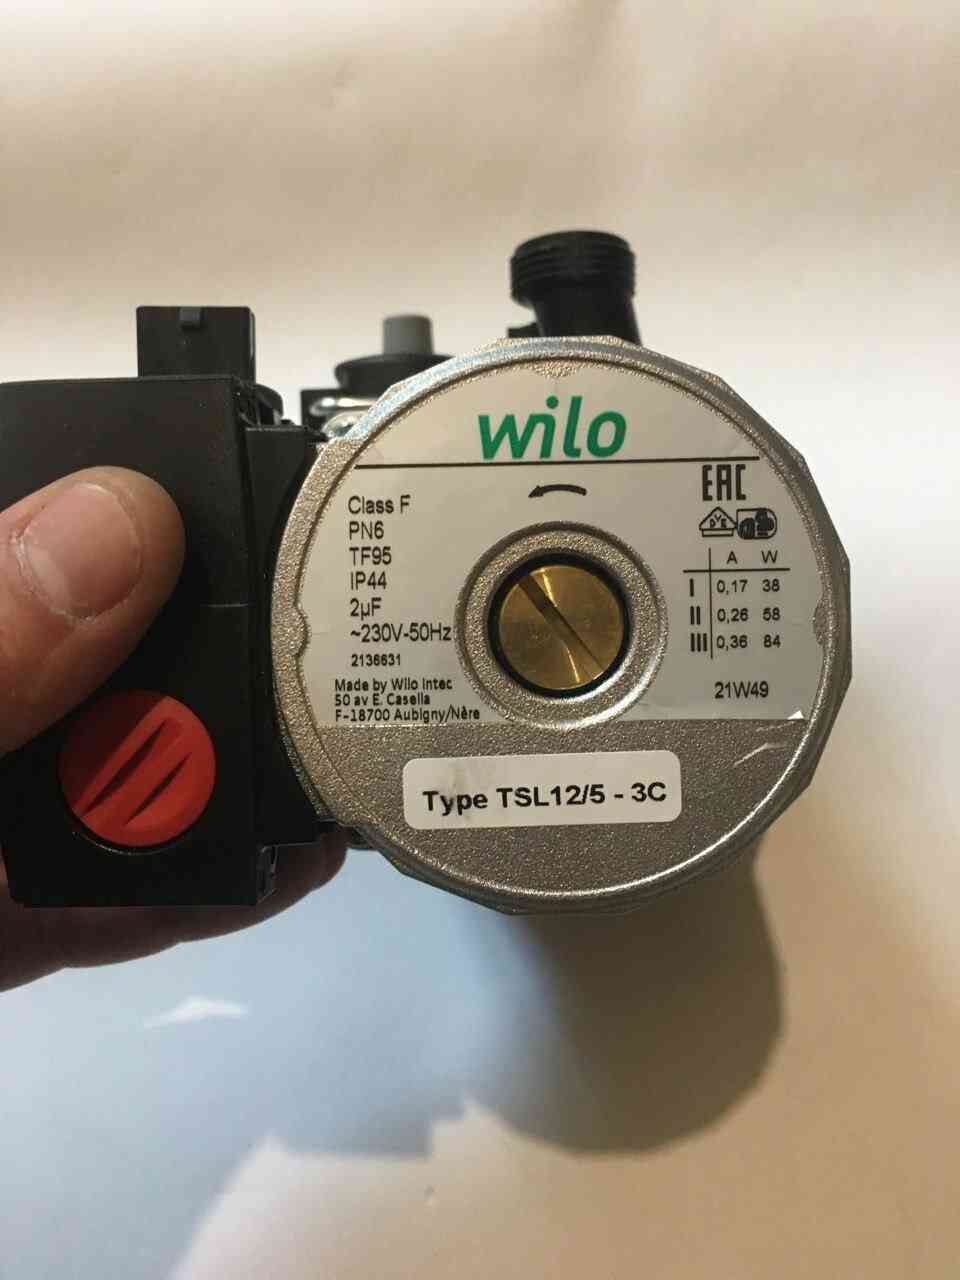 wilo
Class F
PN6
TF95
IP44
2µF
~230V-50Hz
2136631
Made by Wilo Intec
50 av E. Casella
F-18700 Aubigny/Nère
EAC
A W
I 0,17 38
II 0,26 58
III 0,36 84
21W49
Type TSL12/5 - 3C